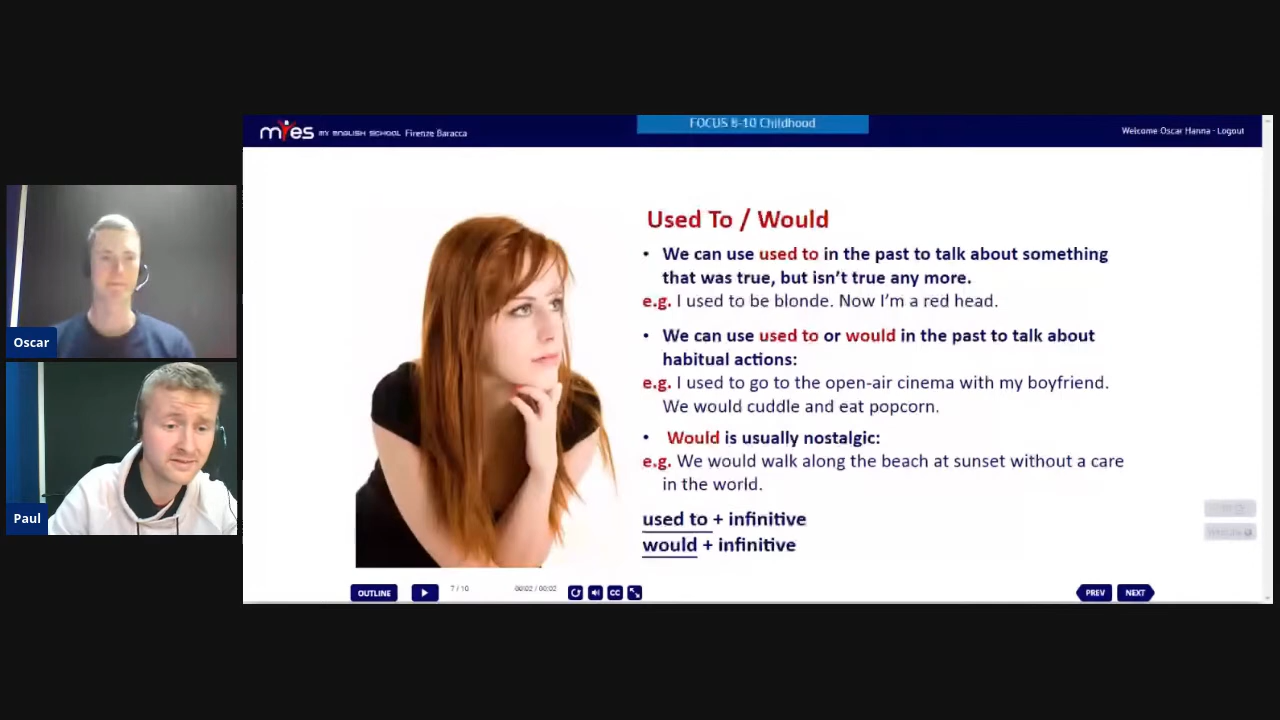 myes MY ENGLISH SCHOOL Firenze Baracca
FOCUS 8-10 Childhood
Welcome Oscar Hanna - Logout
Used To / Would
• We can use used to in the past to talk about something
that was true, but isn't true any more.
e.g. I used to be blonde. Now I'm a red head.
• We can use used to or would in the past to talk about
habitual actions:
e.g. I used to go to the open-air cinema with my boyfriend.
We would cuddle and eat popcorn.
• Would is usually nostalgic:
e.g. We would walk along the beach at sunset without a care
in the world.
used to + infinitive
would + infinitive
Oscar
Paul
OUTLINE
7 / 10
00:02 / 00:02
CC
PREV
NEXT